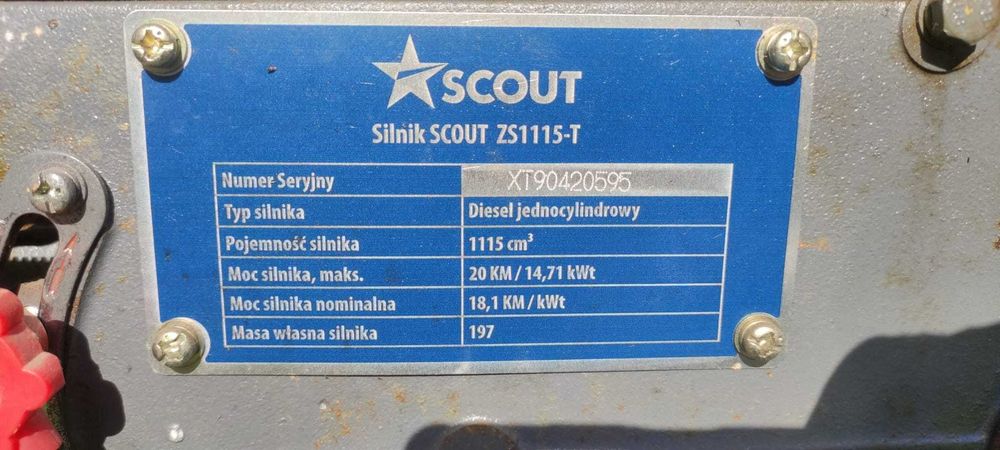 SCOUT
Silnik SCOUT ZS1115-T
Numer Seryjny XT90420595
Typ silnika Diesel jednocylindrowy
Pojemność silnika 1115 cm³
Moc silnika, maks. 20 KM / 14,71 kWt
Moc silnika nominalna 18,1 KM / kWt
Masa własna silnika 197